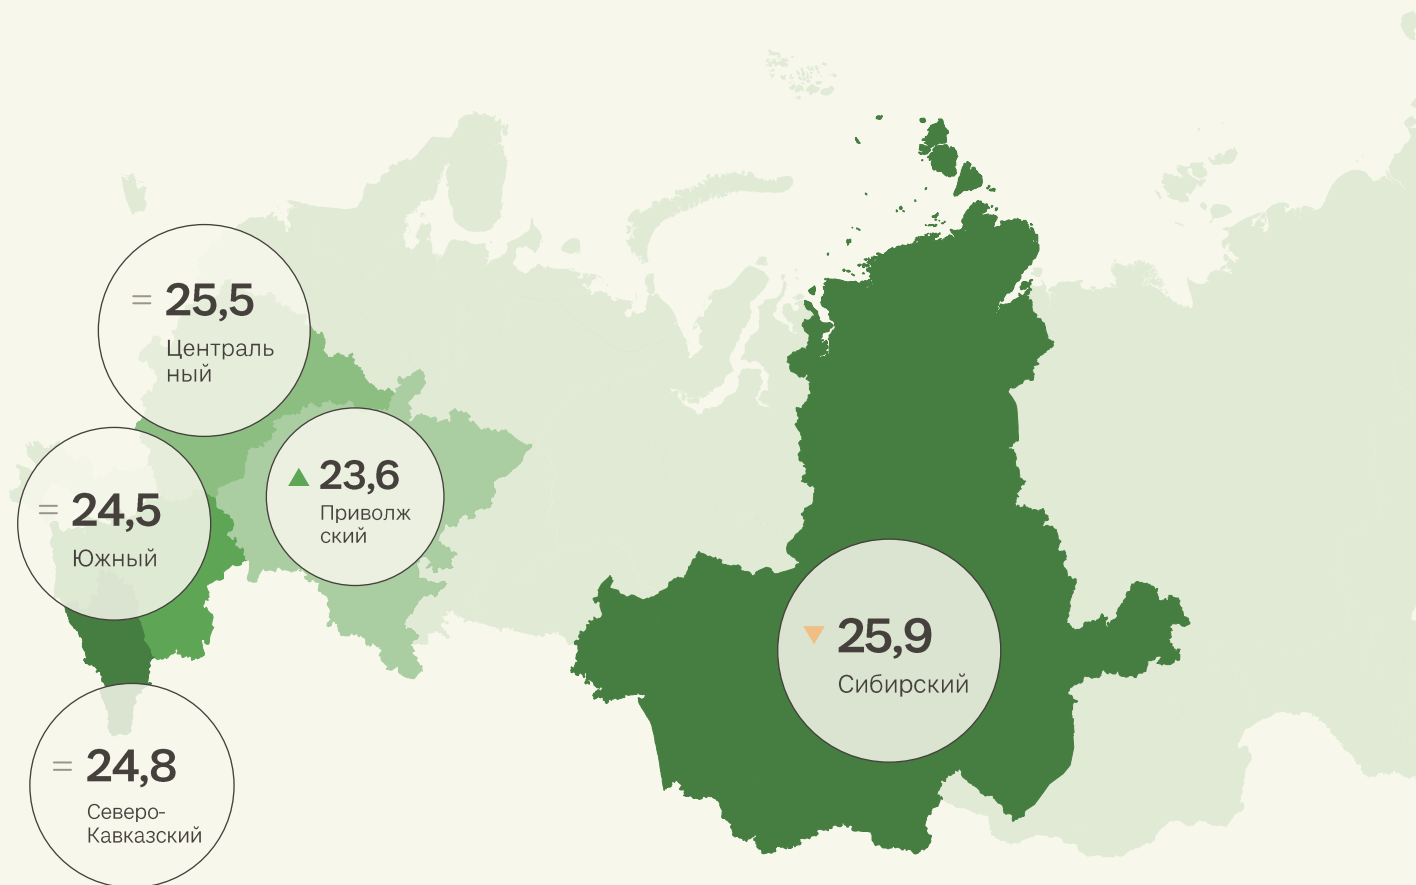 = 25,5
Централь
ный
▲ 23,6
Приволж
ский
= 24,5
Южный
▼ 25,9
Сибирский
= 24,8
Северо-
Кавказский